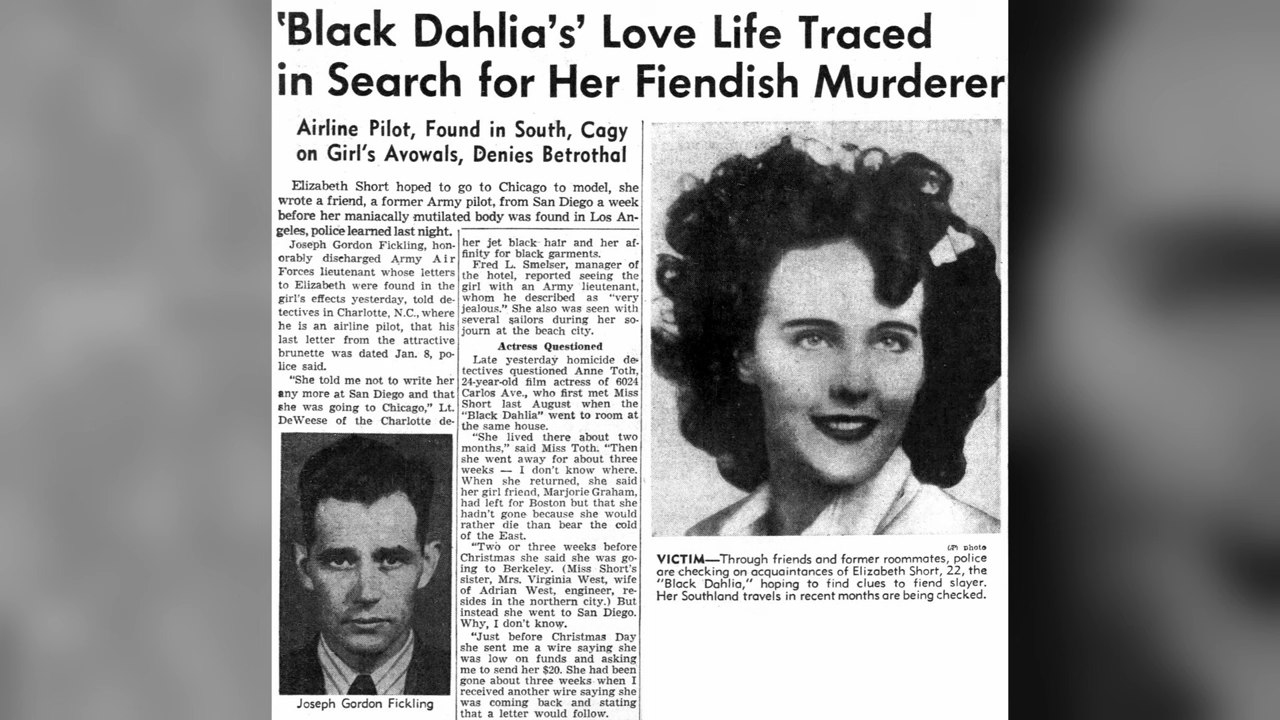 'Black Dahlia's' Love Life Traced
in Search for Her Fiendish Murderer
Airline Pilot, Found in South, Cagy
on Girl's Avowals, Denies Betrothal
Elizabeth Short hoped to go to Chicago to model, she
wrote a friend, a former Army pilot, from San Diego a week
before her maniacally mutilated body was found in Los An-
geles, police learned last night.
Joseph Gordon Fickling, hon-
orably discharged Army Air
Forces lieutenant whose letters
to Elizabeth were found in the
girl's effects yesterday, told de-
tectives in Charlotte, N.C., where
he is an airline pilot, that his
last letter from the attractive
brunette was dated Jan. 8, po-
lice said.
"She told me not to write her
any more at San Diego and that
she was going to Chicago," Lt.
DeWeese of the Charlotte de-
Joseph Gordon Fickling
her jet black hair and her af-
finity for black garments.
Fred L. Smelser, manager of
the hotel, reported seeing the
girl with an Army lieutenant,
whom he described as "very
jealous." She also was seen with
several sailors during her so-
journ at the beach city.
Actress Questioned
Late yesterday homicide de-
tectives questioned Anne Toth,
24-year-old film actress of 6024
Carlos Ave., who first met Miss
Short last August when the
"Black Dahlia" went to room at
the same house.
"She lived there about two
months," said Miss Toth. "Then
she went away for about three
weeks — I don't know where.
When she returned, she said
her girl friend, Marjorie Graham,
had left for Boston but that she
hadn't gone because she would
rather die than bear the cold
of the East.
"Two or three weeks before
Christmas she said she was go-
ing to Berkeley. (Miss Short's
sister, Mrs. Virginia West, wife
of Adrian West, engineer, re-
sides in the northern city.) But
instead she went to San Diego.
Why, I don't know.
"Just before Christmas Day
she sent me a wire saying she
was low on funds and asking
me to send her $20. She had been
gone about three weeks when I
received another wire saying she
was coming back and stating
that a letter would follow.
(AP) photo
VICTIM—Through friends and former roommates, police
are checking on acquaintances of Elizabeth Short, 22, the
"Black Dahlia," hoping to find clues to fiend slayer.
Her Southland travels in recent months are being checked.